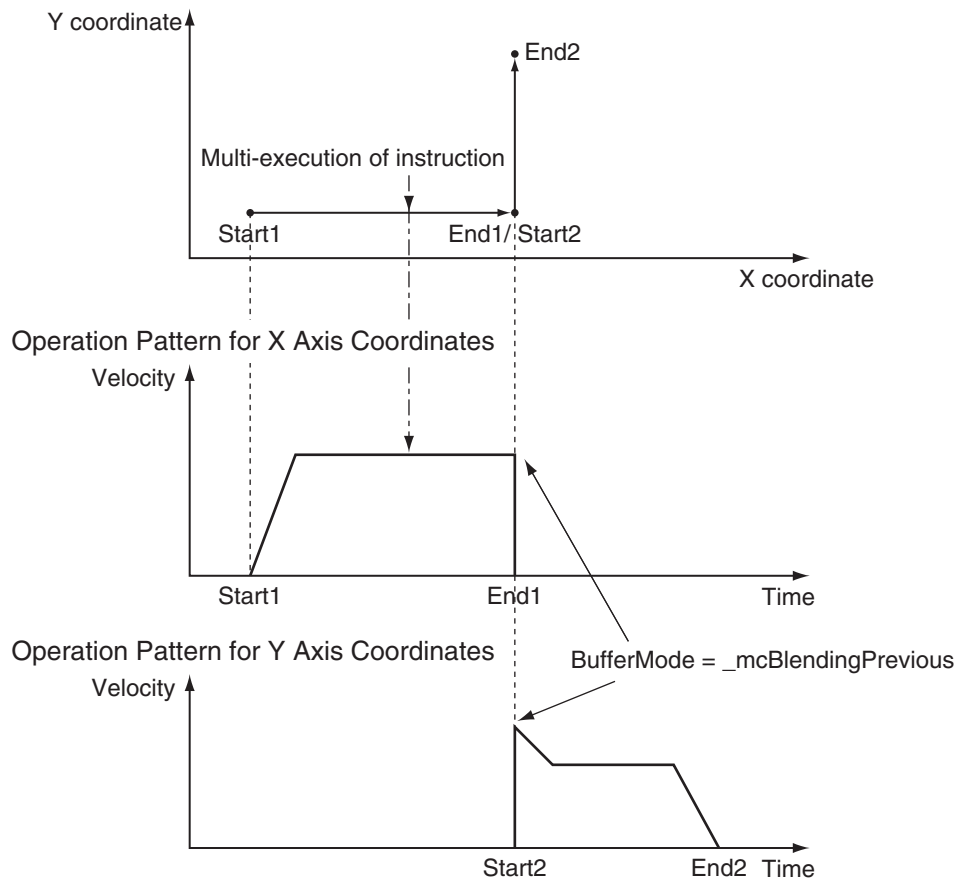 Y coordinate
End2
Multi-execution of instruction
Start1
End1/ Start2
X coordinate
Operation Pattern for X Axis Coordinates
Velocity
Start1
End1
Time
Operation Pattern for Y Axis Coordinates
BufferMode = _mcBlendingPrevious
Velocity
Start2
End2
Time